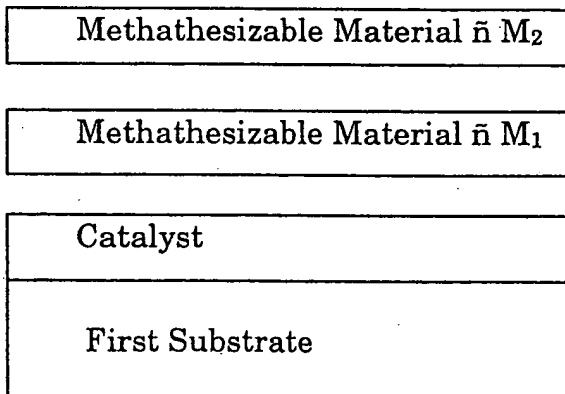 Methathesizable Material ñ M₂
Methathesizable Material ñ M₁
Catalyst
First Substrate